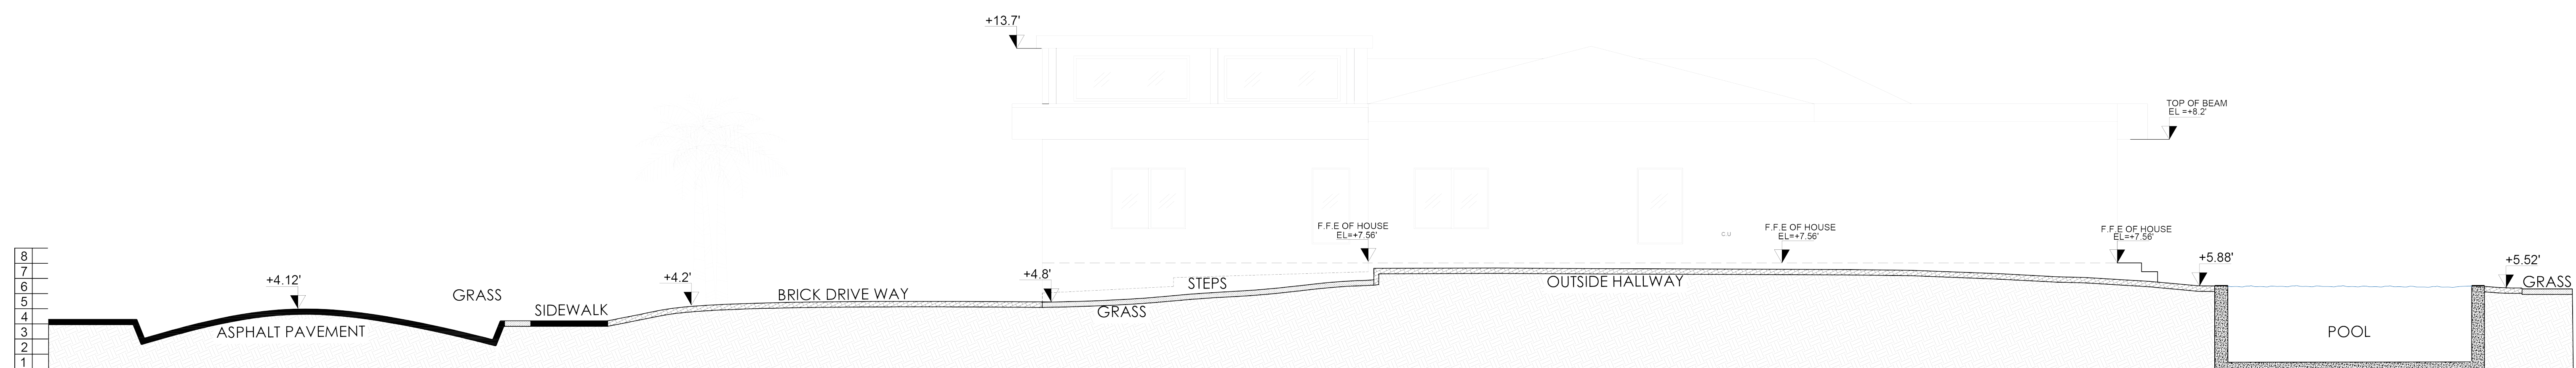 +13.7'
TOP OF BEAM
EL =+8.2'
F.F.E OF HOUSE
EL=+7.56'
F.F.E OF HOUSE
EL=+7.56'
F.F.E OF HOUSE
EL=+7.56'
C.U
+4.12'
+4.2'
+4.8'
+5.88'
+5.52'
8
7
6
5
4
3
2
1
GRASS
SIDEWALK
ASPHALT PAVEMENT
BRICK DRIVE WAY
STEPS
GRASS
OUTSIDE HALLWAY
POOL
GRASS